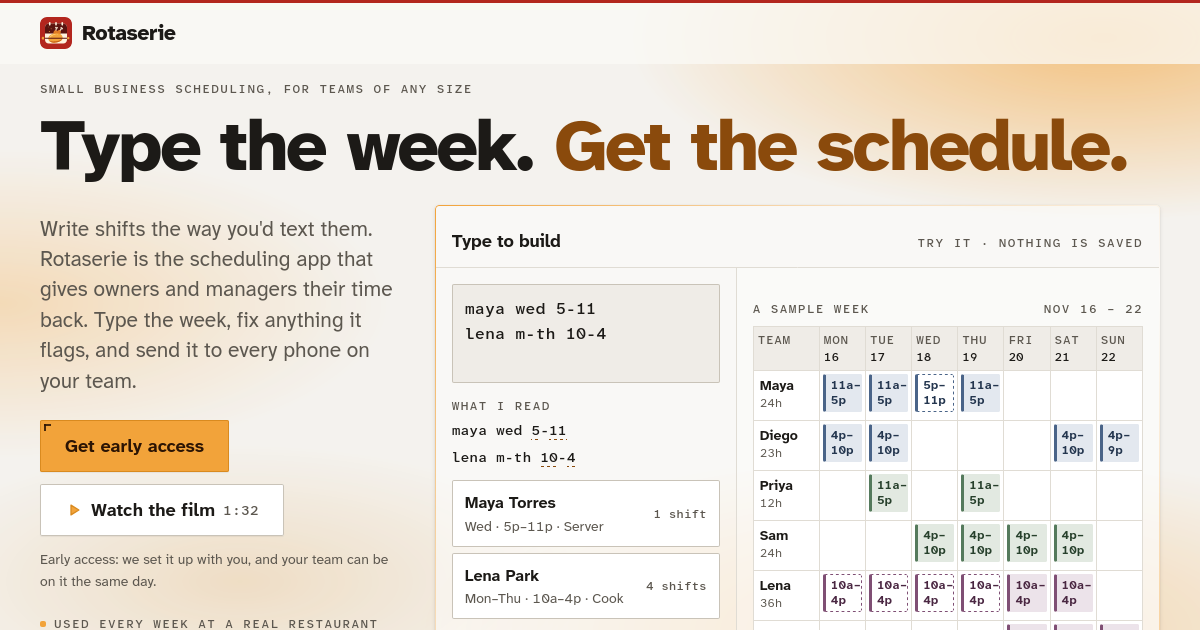 Rotaserie
SMALL BUSINESS SCHEDULING, FOR TEAMS OF ANY SIZE
Type the week. Get the schedule.
Write shifts the way you'd text them.
Rotaserie is the scheduling app that
gives owners and managers their time
back. Type the week, fix anything it
flags, and send it to every phone on
your team.
Get early access
Watch the film 1:32
Early access: we set it up with you, and your team can be
on it the same day.
USED EVERY WEEK AT A REAL RESTAURANT
Type to build
TRY IT · NOTHING IS SAVED
maya wed 5-11
lena m-th 10-4
WHAT I READ
maya wed 5-11
lena m-th 10-4
Maya Torres
Wed · 5p–11p · Server
1 shift
Lena Park
Mon–Thu · 10a–4p · Cook
4 shifts
A SAMPLE WEEK
NOV 16 – 22
TEAM MON TUE WED THU FRI SAT SUN
16 17 18 19 20 21 22
Maya 11a– 11a– 5p– 11a–
24h 5p 5p 11p 5p
Diego 4p– 4p– 4p– 4p–
23h 10p 10p 10p 9p
Priya 11a– 11a–
12h 5p 5p
Sam 4p– 4p– 4p– 4p–
24h 10p 10p 10p 10p
Lena 10a– 10a– 10a– 10a– 10a– 10a–
36h 4p 4p 4p 4p 4p 4p